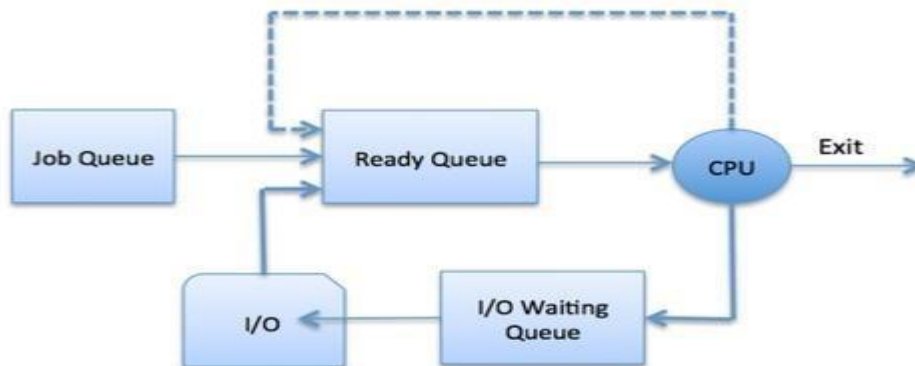 Job Queue
Ready Queue
CPU
Exit
I/O
I/O Waiting
Queue